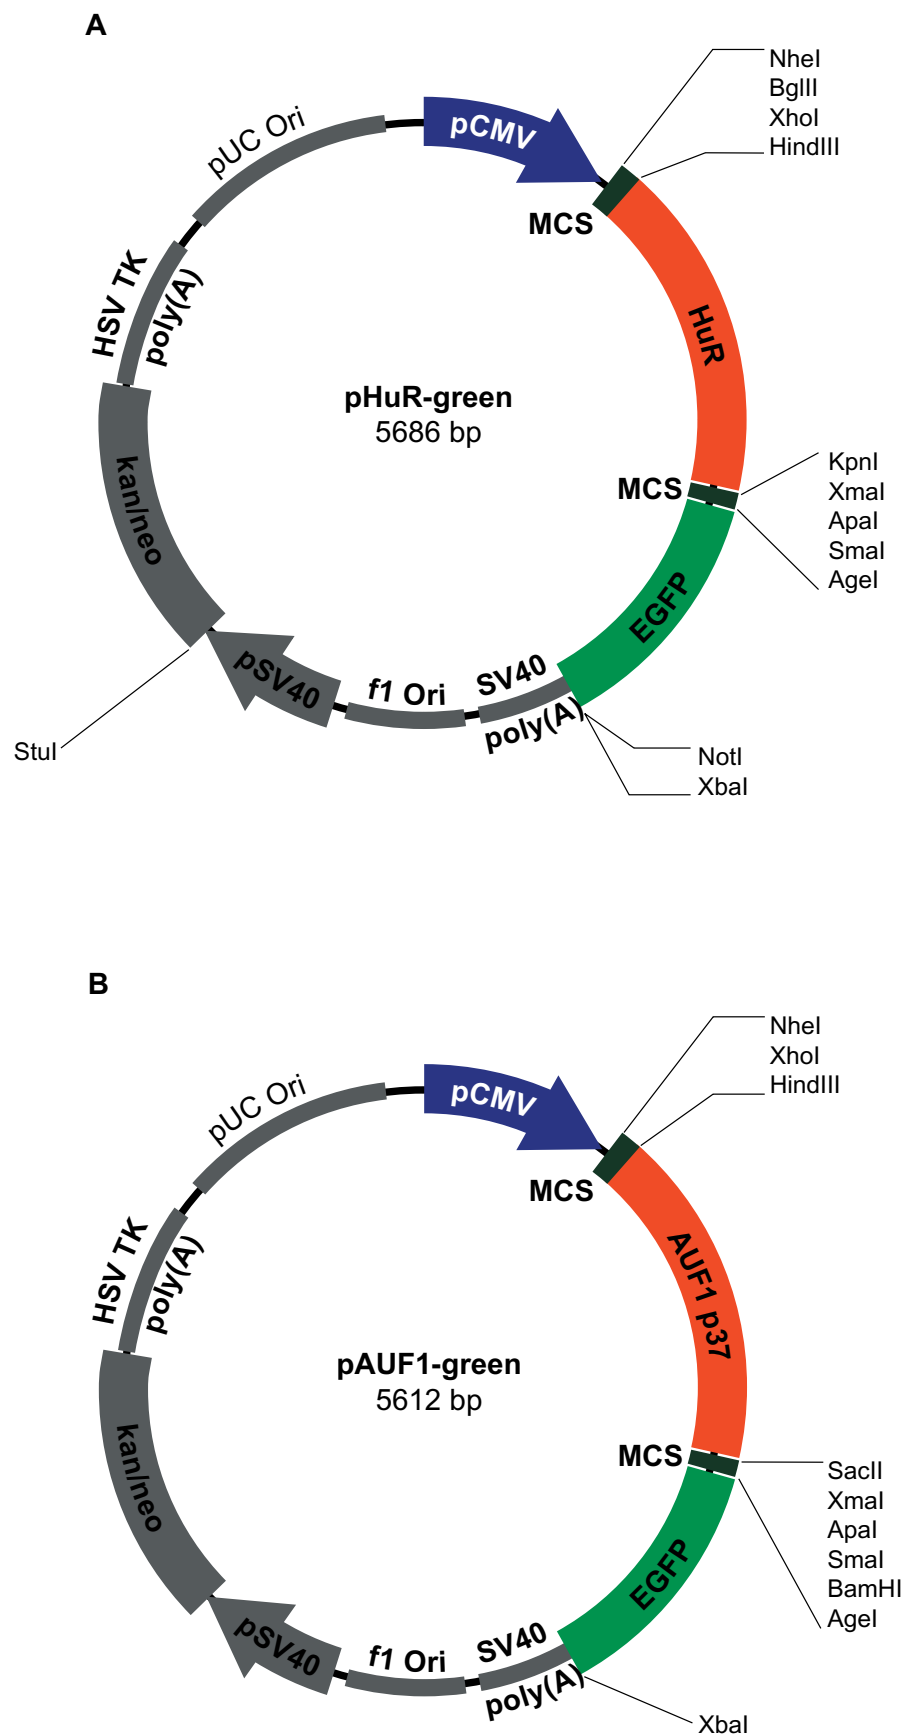 A
NheI
BglII
XhoI
HindIII
pUC Ori
pCMV
MCS
HSV TK
poly(A)
HuR
pHuR-green
5686 bp
MCS
KpnI
XmaI
ApaI
SmaI
AgeI
kan/neo
EGFP
pSV40
f1 Ori
SV40
poly(A)
StuI
NotI
XbaI
B
NheI
XhoI
HindIII
pUC Ori
pCMV
MCS
HSV TK
poly(A)
AUF1 p37
pAUF1-green
5612 bp
MCS
SacII
XmaI
ApaI
SmaI
BamHI
AgeI
kan/neo
EGFP
pSV40
f1 Ori
SV40
poly(A)
XbaI